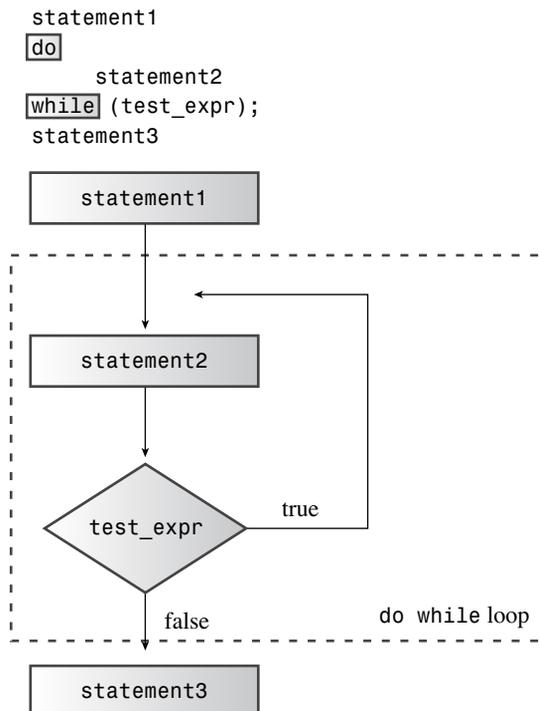 statement1
do
statement2
while (test_expr);
statement3
statement1
statement2
test_expr
true
false
do while loop
statement3